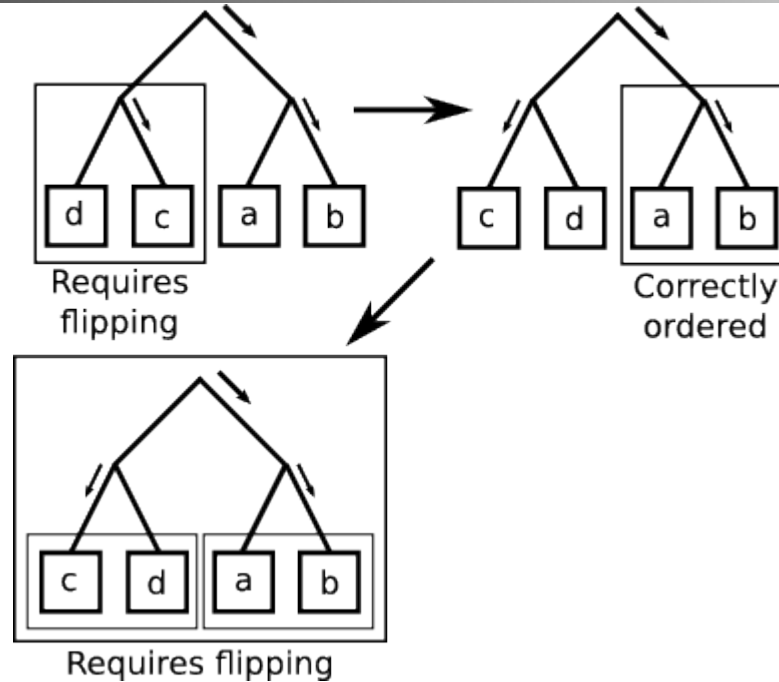 d c a b
c d a b
Requires
flipping
Correctly
ordered
c d a b
Requires flipping